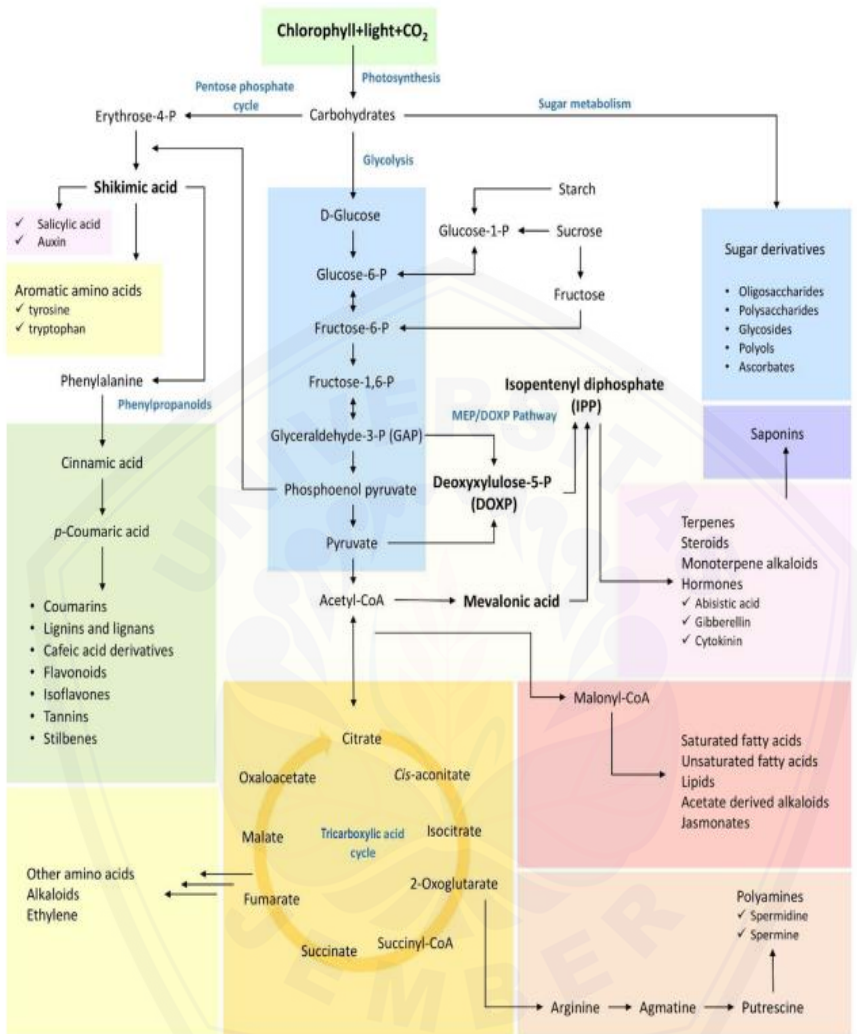 Chlorophyll+light+CO₂
Photosynthesis
Pentose phosphate
cycle
Sugar metabolism
Erythrose-4-P
Carbohydrates
Glycolysis
Shikimic acid
✓ Salicylic acid
✓ Auxin
Aromatic amino acids
✓ tyrosine
✓ tryptophan
Phenylalanine
Phenylpropanoids
Cinnamic acid
p-Coumaric acid
• Coumarins
• Lignins and lignans
• Cafeic acid derivatives
• Flavonoids
• Isoflavones
• Tannins
• Stilbenes
D-Glucose
Glucose-6-P
Fructose-6-P
Fructose-1,6-P
Glyceraldehyde-3-P (GAP)
Phosphoenol pyruvate
Pyruvate
Acetyl-CoA
Starch
Glucose-1-P
Sucrose
Fructose
MEP/DOXP Pathway
Isopentenyl diphosphate
(IPP)
Deoxyxylulose-5-P
(DOXP)
Mevalonic acid
Sugar derivatives
• Oligosaccharides
• Polysaccharides
• Glycosides
• Polyols
• Ascorbates
Saponins
Terpenes
Steroids
Monoterpene alkaloids
Hormones
✓ Abisistic acid
✓ Gibberellin
✓ Cytokinin
Malonyl-CoA
Saturated fatty acids
Unsaturated fatty acids
Lipids
Acetate derived alkaloids
Jasmonates
Citrate
Cis-aconitate
Isocitrate
2-Oxoglutarate
Succinyl-CoA
Succinate
Fumarate
Malate
Oxaloacetate
Tricarboxylic acid
cycle
Other amino acids
Alkaloids
Ethylene
Polyamines
✓ Spermidine
✓ Spermine
Arginine
Agmatine
Putrescine
UNIVERSITA
JEMBER